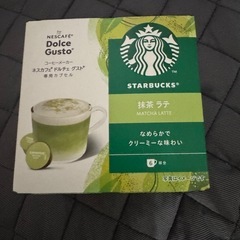 by
NESCAFÉ
Dolce
Gusto
コーヒーメーカー
ネスカフェ ドルチェ グスト
専用カプセル
STARBUCKS
抹茶 ラテ
MATCHA LATTE
なめらかで
クリーミーな味わい
6